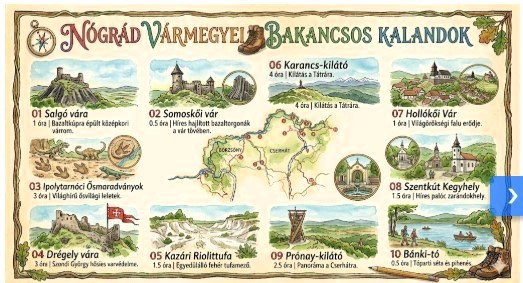 NÓGRÁD VÁRMEGYEI BAKANCSOS KALANDOK
01 Salgó vára
1 óra | Bazaltkúpra épült középkori
várrom.
02 Somoskői vár
0.5 óra | Híres hajlított bazaltorgonák
a vár tövében.
06 Karancs-kilátó
4 óra | Kilátás a Tátrára.
4 óra | Kilátás a Tátrára.
07 Hollókői Vár
1 óra | Világörökségi falu erődje.
03 Ipolytarnóci Ősmaradványok
3 óra | Világhírű ősvilági leletek.
BÖRZSÖNY
CSERHÁT
08 Szentkút Kegyhely
1.5 óra | Híres palóc zarándokhely.
04 Drégely vára
3 óra | Szondi György hősies várvédelme.
05 Kazári Riolittufa
1.5 óra | Egyedülálló fehér tufamező.
09 Prónay-kilátó
2.5 óra | Panoráma a Cserhátra.
10 Bánki-tó
0.5 óra | Tóparti séta és pihenés.